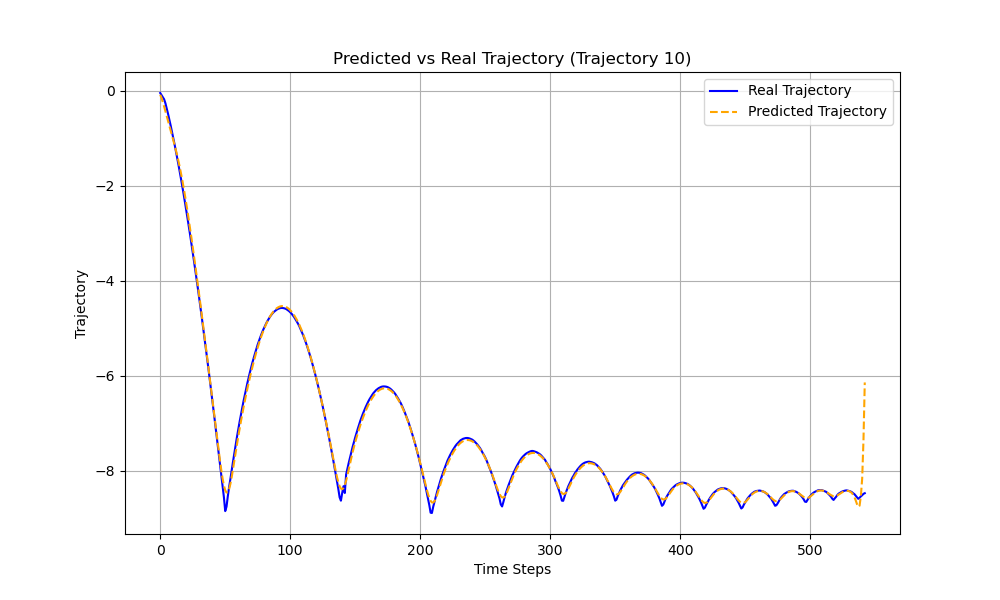 Predicted vs Real Trajectory (Trajectory 10)
Real Trajectory
Predicted Trajectory
Trajectory
0
−2
−4
−6
−8
0 100 200 300 400 500
Time Steps